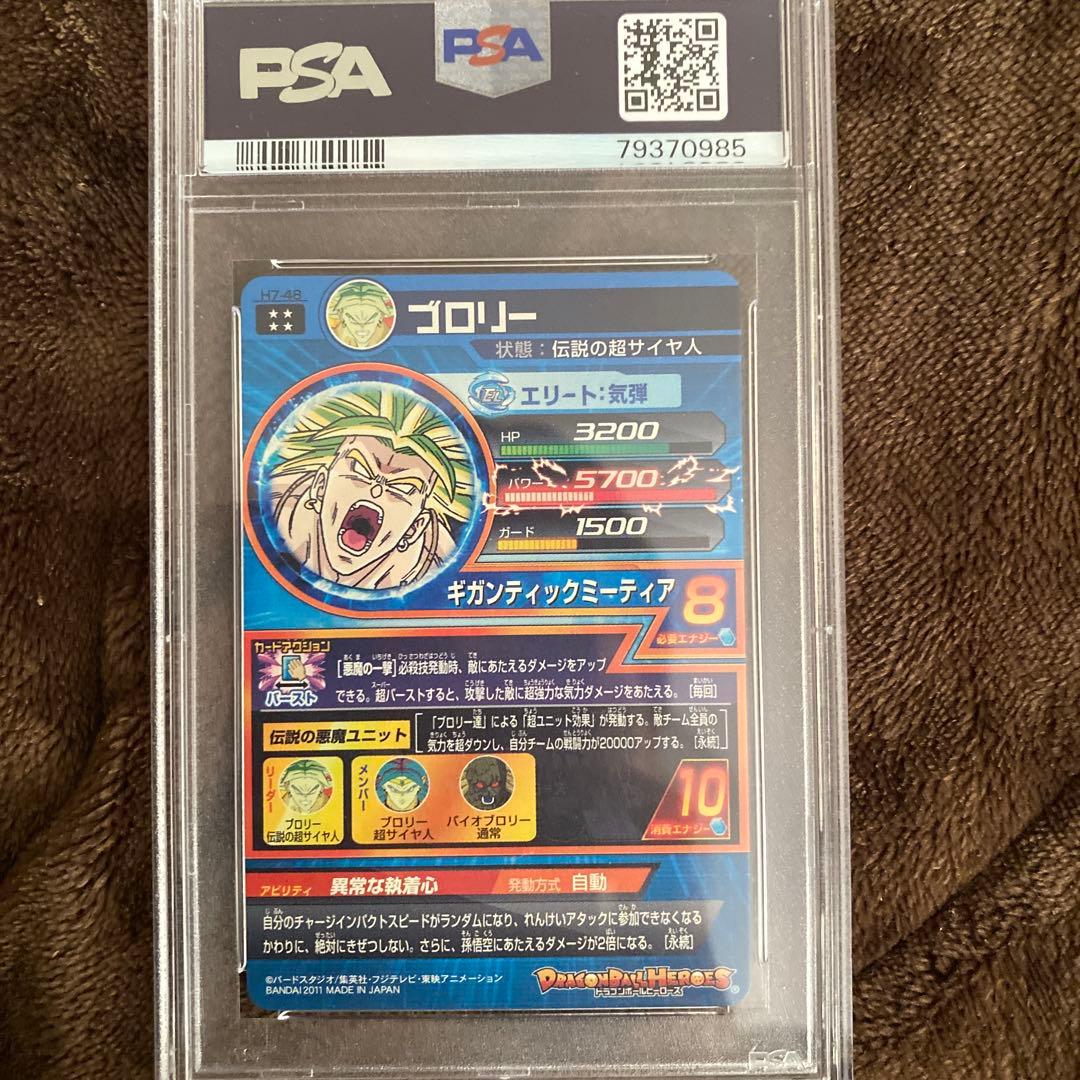 PSA
PSA
79370985
H7-48
ブロリー
状態：伝説の超サイヤ人
EL エリート：気弾
HP 3200
パワー 5700
ガード 1500
ギガンティックミーティア 8
必要エナジー
カードアクション
バースト
[悪魔の一撃]必殺技発動時、敵にあたえるダメージをアップ
できる。超バーストすると、攻撃した敵に超強力な気力ダメージをあたえる。[毎回]
伝説の悪魔ユニット
「ブロリー達」による「超ユニット効果」が発動する。敵チーム全員の
気力を超ダウンし、自分チームの戦闘力が20000アップする。[永続]
リーダー
ブロリー
伝説の超サイヤ人
メンバー
ブロリー
超サイヤ人
バイオブロリー
通常
10
消費エナジー
アビリティ 異常な執着心 発動方式 自動
自分のチャージインパクトスピードがランダムになり、れんけいアタックに参加できなくなる
かわりに、絶対にきぜつしない。さらに、孫悟空にあたえるダメージが2倍になる。[永続]
©バードスタジオ/集英社・フジテレビ・東映アニメーション
BANDAI 2011 MADE IN JAPAN
DRAGONBALL HEROES
ドラゴンボールヒーローズ
PSA